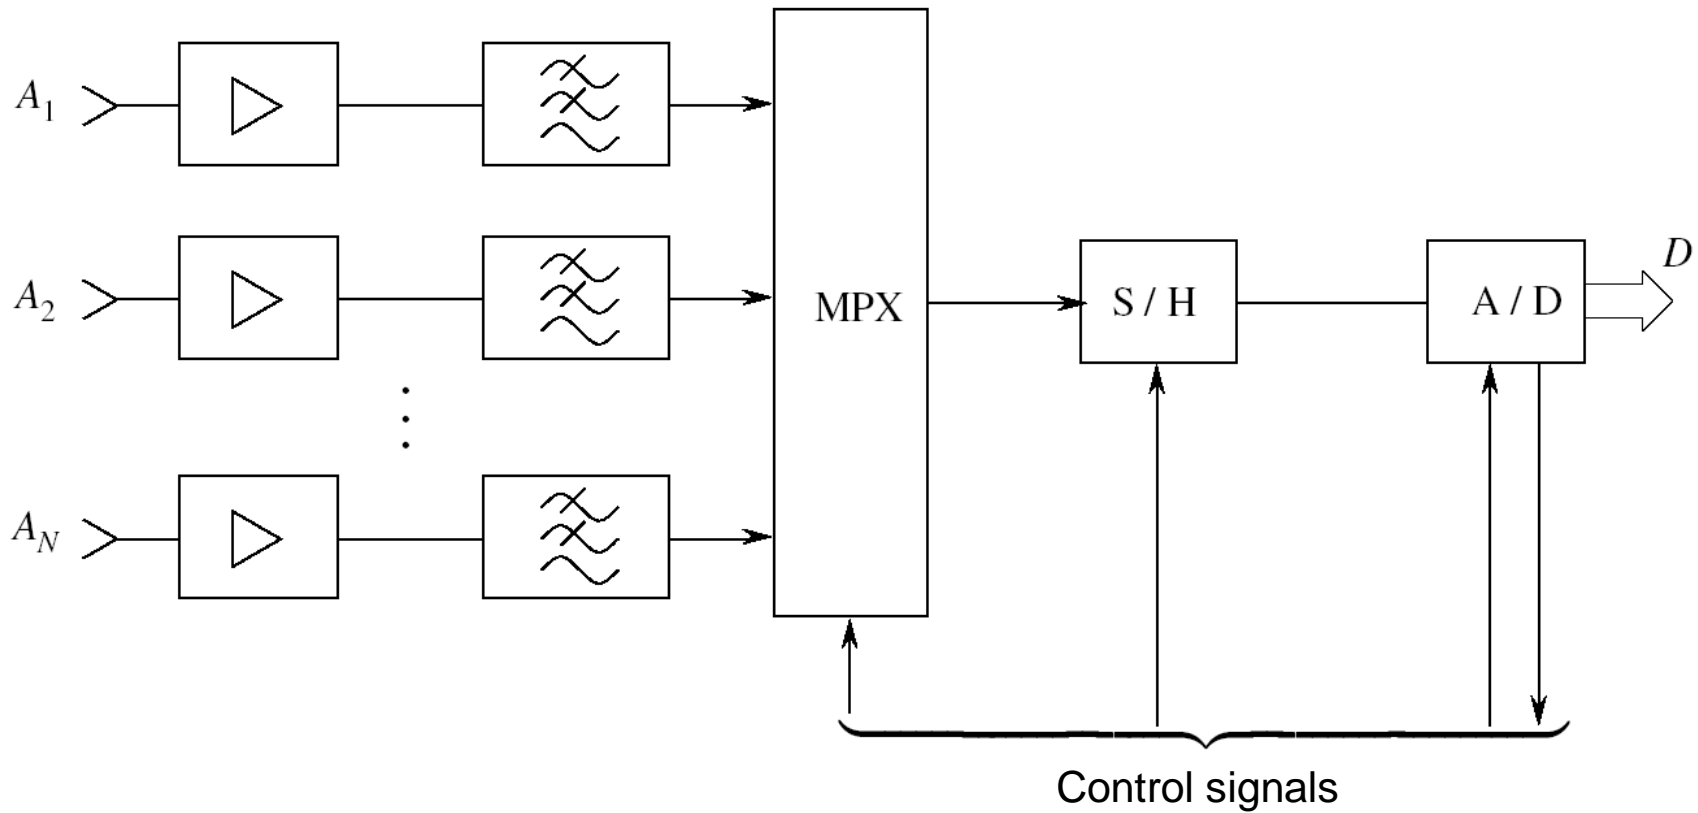 A1
A2
AN
MPX
S / H
A / D
D
Control signals